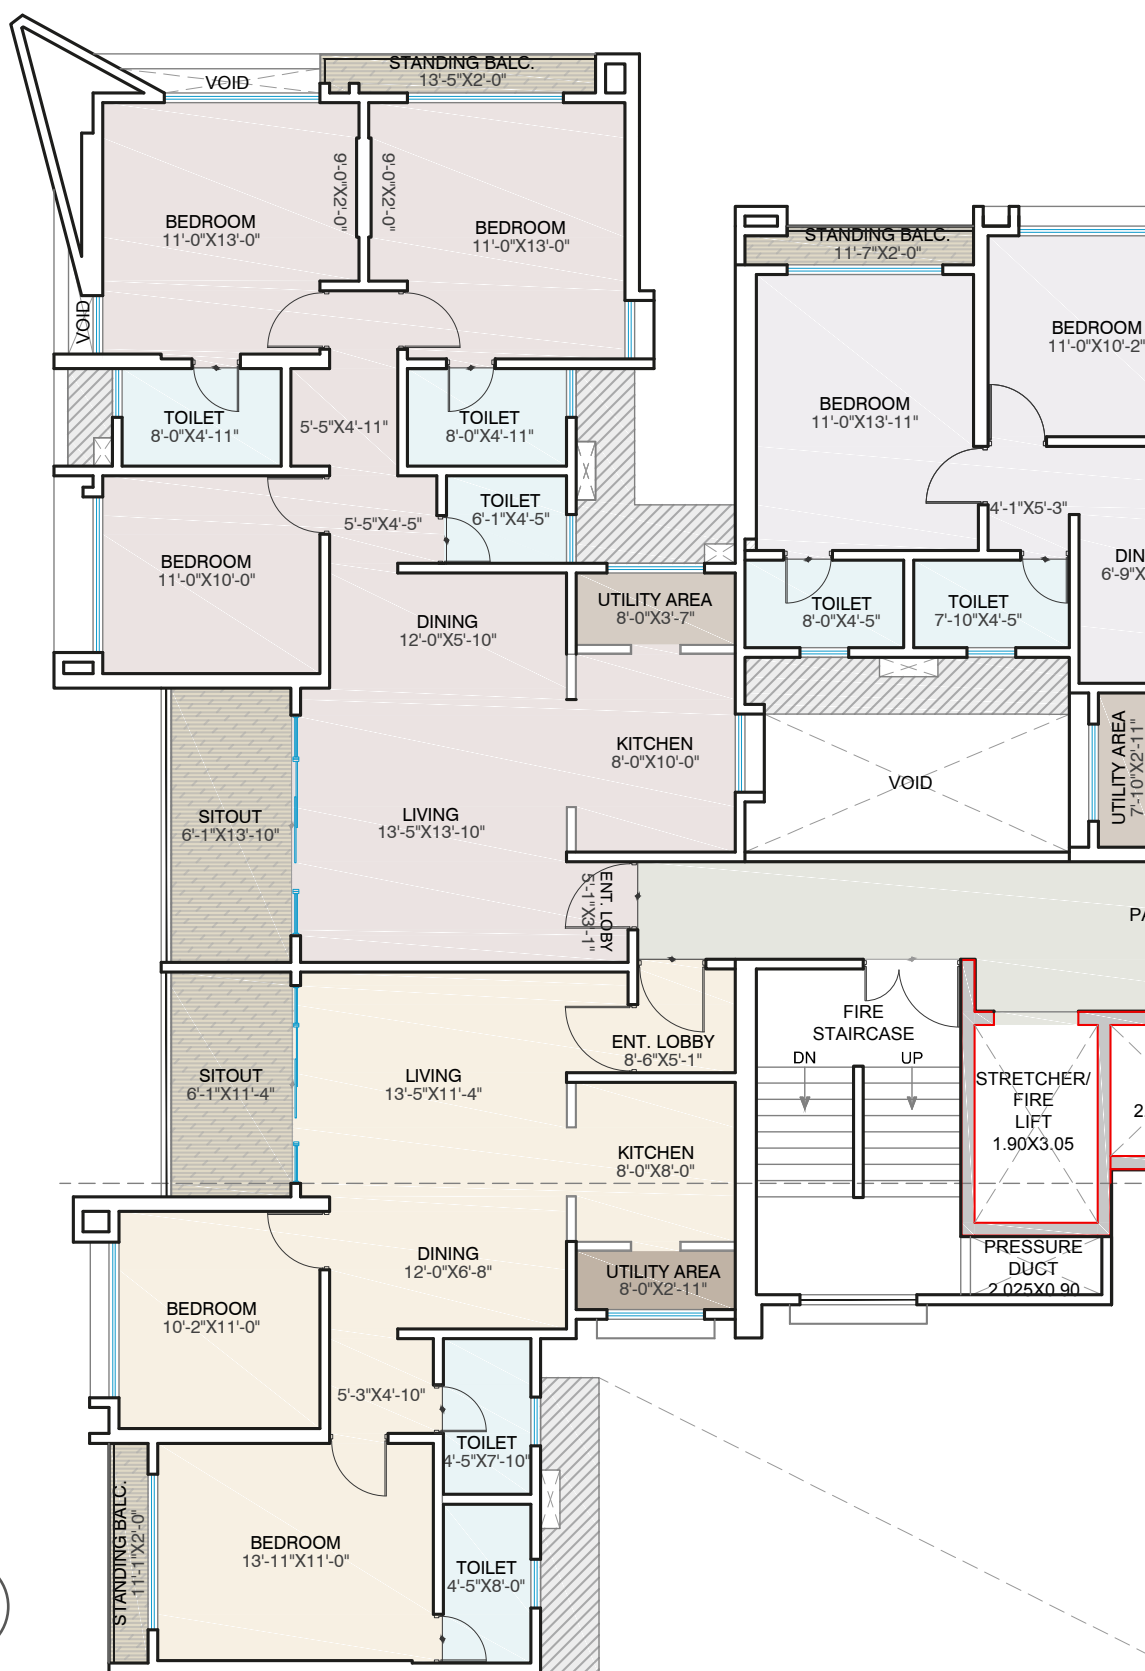 STANDING BALC.
13'-5"X2'-0"
VOID
9'-0"X2'-0"
9'-0"X2'-0"
BEDROOM
11'-0"X13'-0"
BEDROOM
11'-0"X13'-0"
STANDING BALC.
11'-7"X2'-0"
VOID
BEDROOM
11'-0"X10'-2"
BEDROOM
11'-0"X13'-11"
TOILET
8'-0"X4'-11"
5'-5"X4'-11"
TOILET
8'-0"X4'-11"
TOILET
6'-1"X4'-5"
5'-5"X4'-5"
4'-1"X5'-3"
BEDROOM
11'-0"X10'-0"
DIN
6'-9"X
UTILITY AREA
8'-0"X3'-7"
TOILET
8'-0"X4'-5"
TOILET
7'-10"X4'-5"
DINING
12'-0"X5'-10"
KITCHEN
8'-0"X10'-0"
UTILITY AREA
7'-10"X2'-11"
VOID
SITOUT
6'-1"X13'-10"
LIVING
13'-5"X13'-10"
ENT. LOBY
5'-1"X3'-1"
PA
FIRE
STAIRCASE
ENT. LOBBY
8'-6"X5'-1"
DN
UP
SITOUT
6'-1"X11'-4"
LIVING
13'-5"X11'-4"
STRETCHER/
FIRE
LIFT
1.90X3.05
2.
KITCHEN
8'-0"X8'-0"
DINING
12'-0"X6'-8"
PRESSURE
DUCT
2.025X0.90
UTILITY AREA
8'-0"X2'-11"
BEDROOM
10'-2"X11'-0"
5'-3"X4'-10"
TOILET
4'-5"X7'-10"
STANDING BALC.
11'-1"X2'-0"
BEDROOM
13'-11"X11'-0"
TOILET
4'-5"X8'-0"